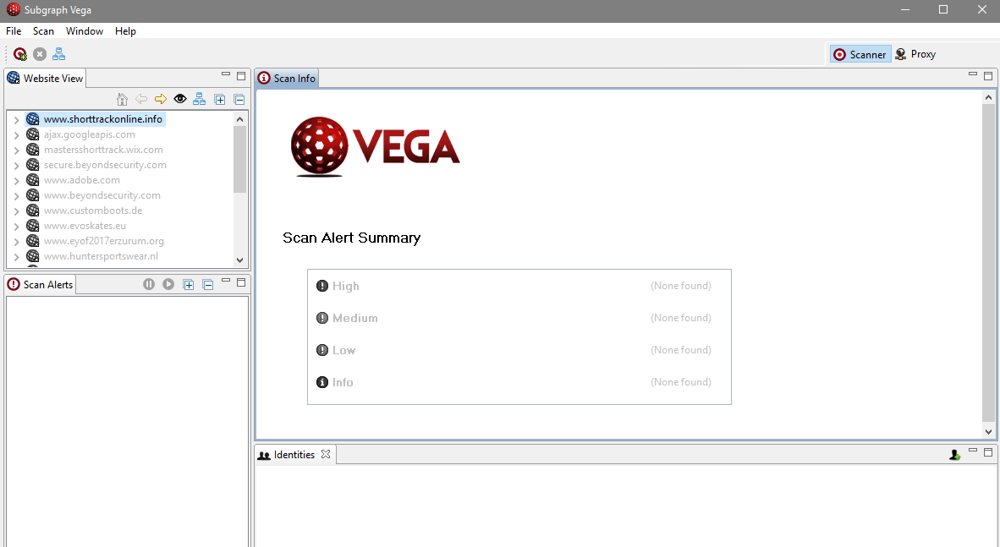 Subgraph Vega
File Scan Window Help
Scanner Proxy
Website View
www.shorttrackonline.info
ajax.googleapis.com
mastersshorttrack.wix.com
secure.beyondsecurity.com
www.adobe.com
www.beyondsecurity.com
www.customboots.de
www.evoskates.eu
www.eyof2017erzurum.org
www.huntersportswear.nl
Scan Alerts
Scan Info
VEGA
Scan Alert Summary
High (None found)
Medium (None found)
Low (None found)
Info (None found)
Identities